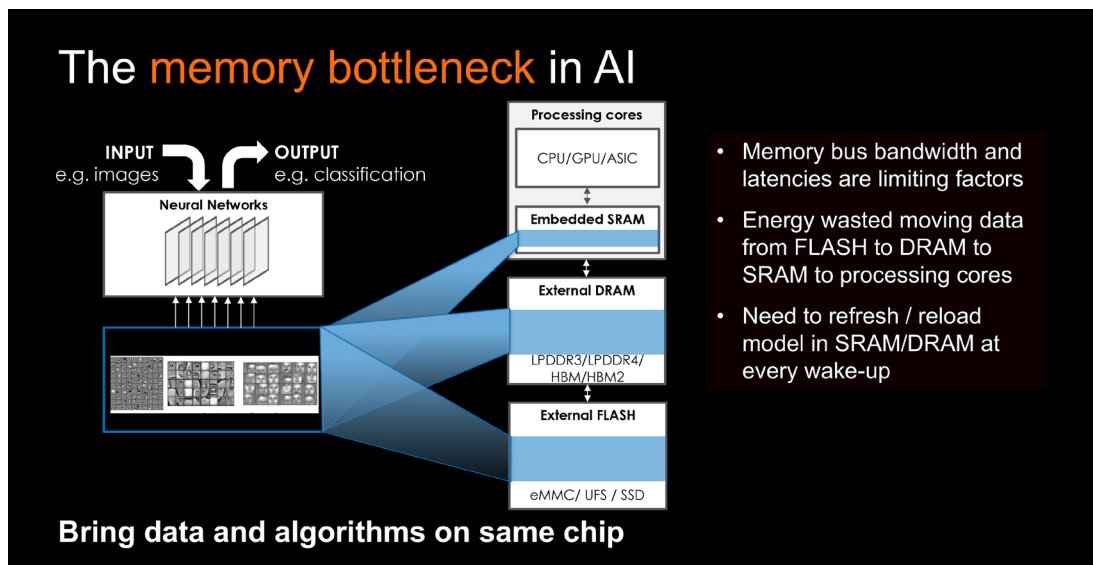 The memory bottleneck in AI
INPUT
e.g. images
OUTPUT
e.g. classification
Neural Networks
Processing cores
CPU/GPU/ASIC
Embedded SRAM
External DRAM
LPDDR3/LPDDR4/
HBM/HBM2
External FLASH
eMMC/ UFS / SSD
• Memory bus bandwidth and
latencies are limiting factors
• Energy wasted moving data
from FLASH to DRAM to
SRAM to processing cores
• Need to refresh / reload
model in SRAM/DRAM at
every wake-up
Bring data and algorithms on same chip